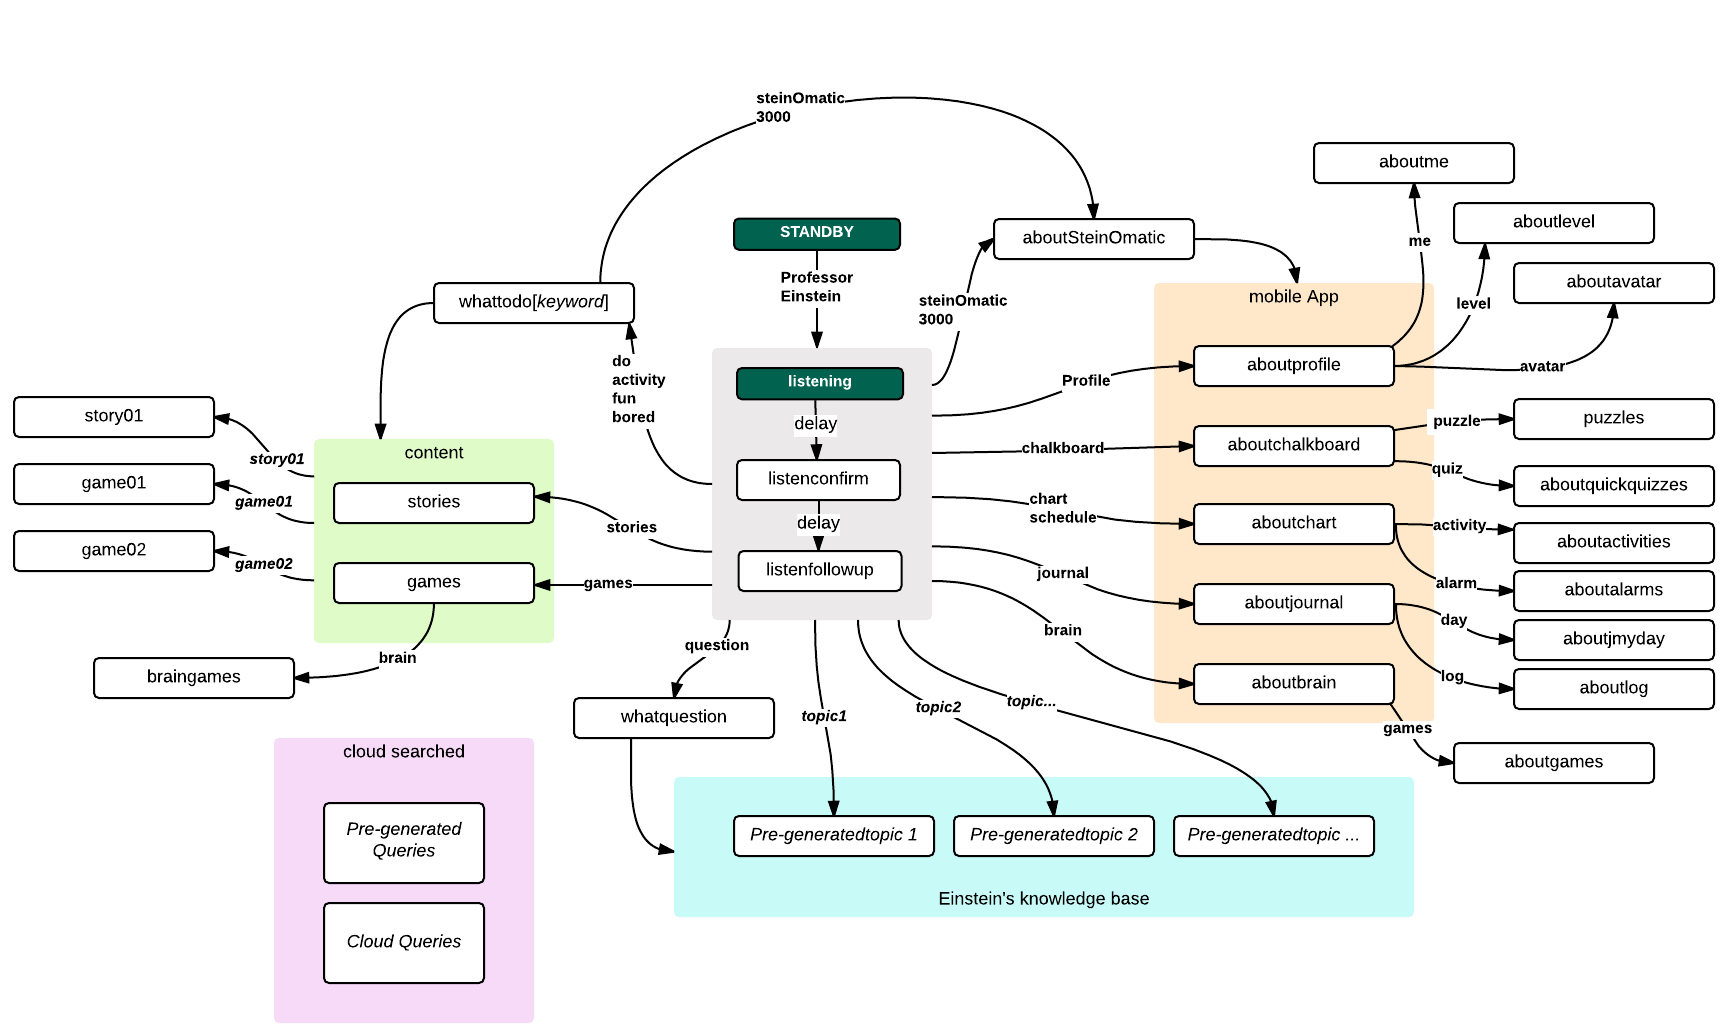 steinOmatic
3000
aboutme
aboutlevel
STANDBY
aboutSteinOmatic
me
Professor
Einstein
aboutavatar
whattodo[keyword]
steinOmatic
3000
mobile App
level
do
activity
fun
bored
listening
Profile
aboutprofile
avatar
story01
delay
puzzle
puzzles
content
chalkboard
aboutchalkboard
story01
quiz
game01
listenconfirm
aboutquickquizzes
stories
game01
chart
schedule
stories
delay
aboutchart
activity
aboutactivities
game02
game02
listenfollowup
journal
games
games
alarm
aboutalarms
aboutjournal
day
brain
question
aboutjmyday
brain
braingames
aboutbrain
log
aboutlog
whatquestion
topic1
topic2
topic...
games
cloud searched
aboutgames
Pre-generated
Queries
Pre-generatedtopic 1
Pre-generatedtopic 2
Pre-generatedtopic ...
Einstein's knowledge base
Cloud Queries